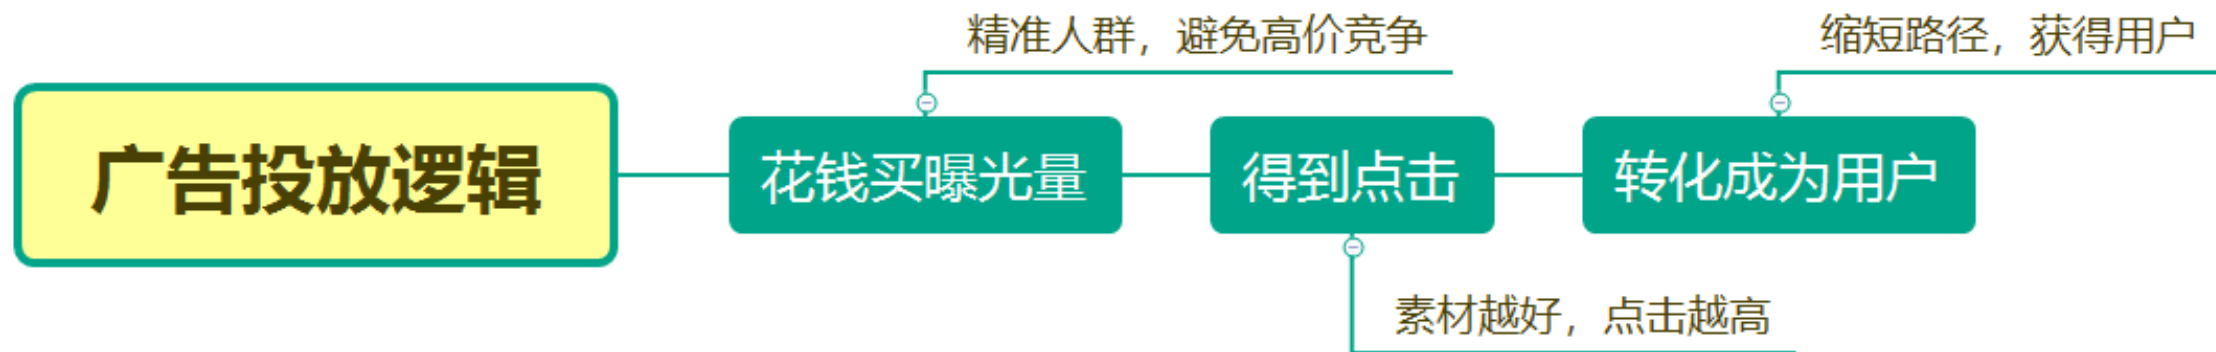 精准人群，避免高价竞争
缩短路径，获得用户
广告投放逻辑
花钱买曝光量
得到点击
转化成为用户
素材越好，点击越高